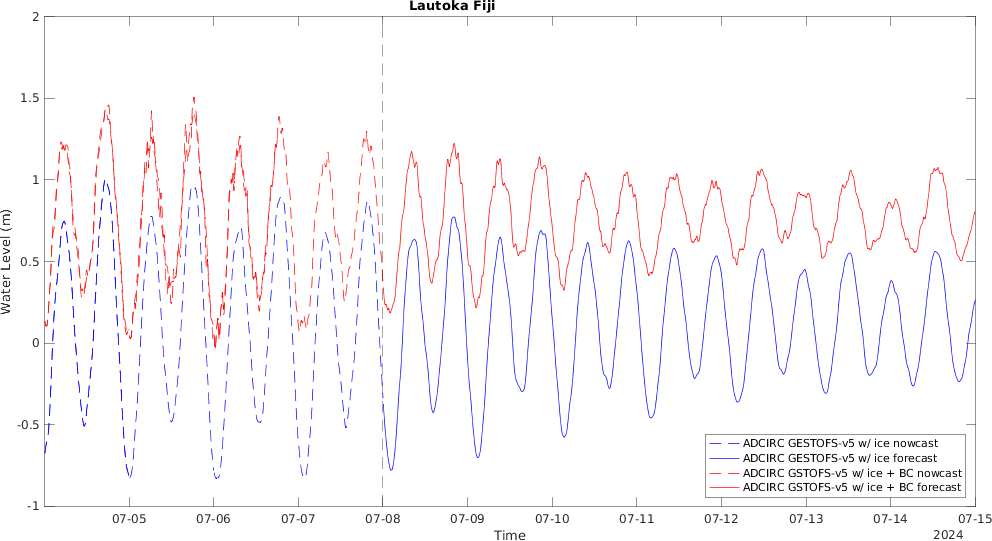 Lautoka Fiji
2
1.5
1
0.5
0
-0.5
-1
Water Level (m)
07-05 07-06 07-07 07-08 07-09 07-10 07-11 07-12 07-13 07-14 07-15
Time
2024
ADCIRC GESTOFS-v5 w/ ice nowcast
ADCIRC GESTOFS-v5 w/ ice forecast
ADCIRC GSTOFS-v5 w/ ice + BC nowcast
ADCIRC GSTOFS-v5 w/ ice + BC forecast